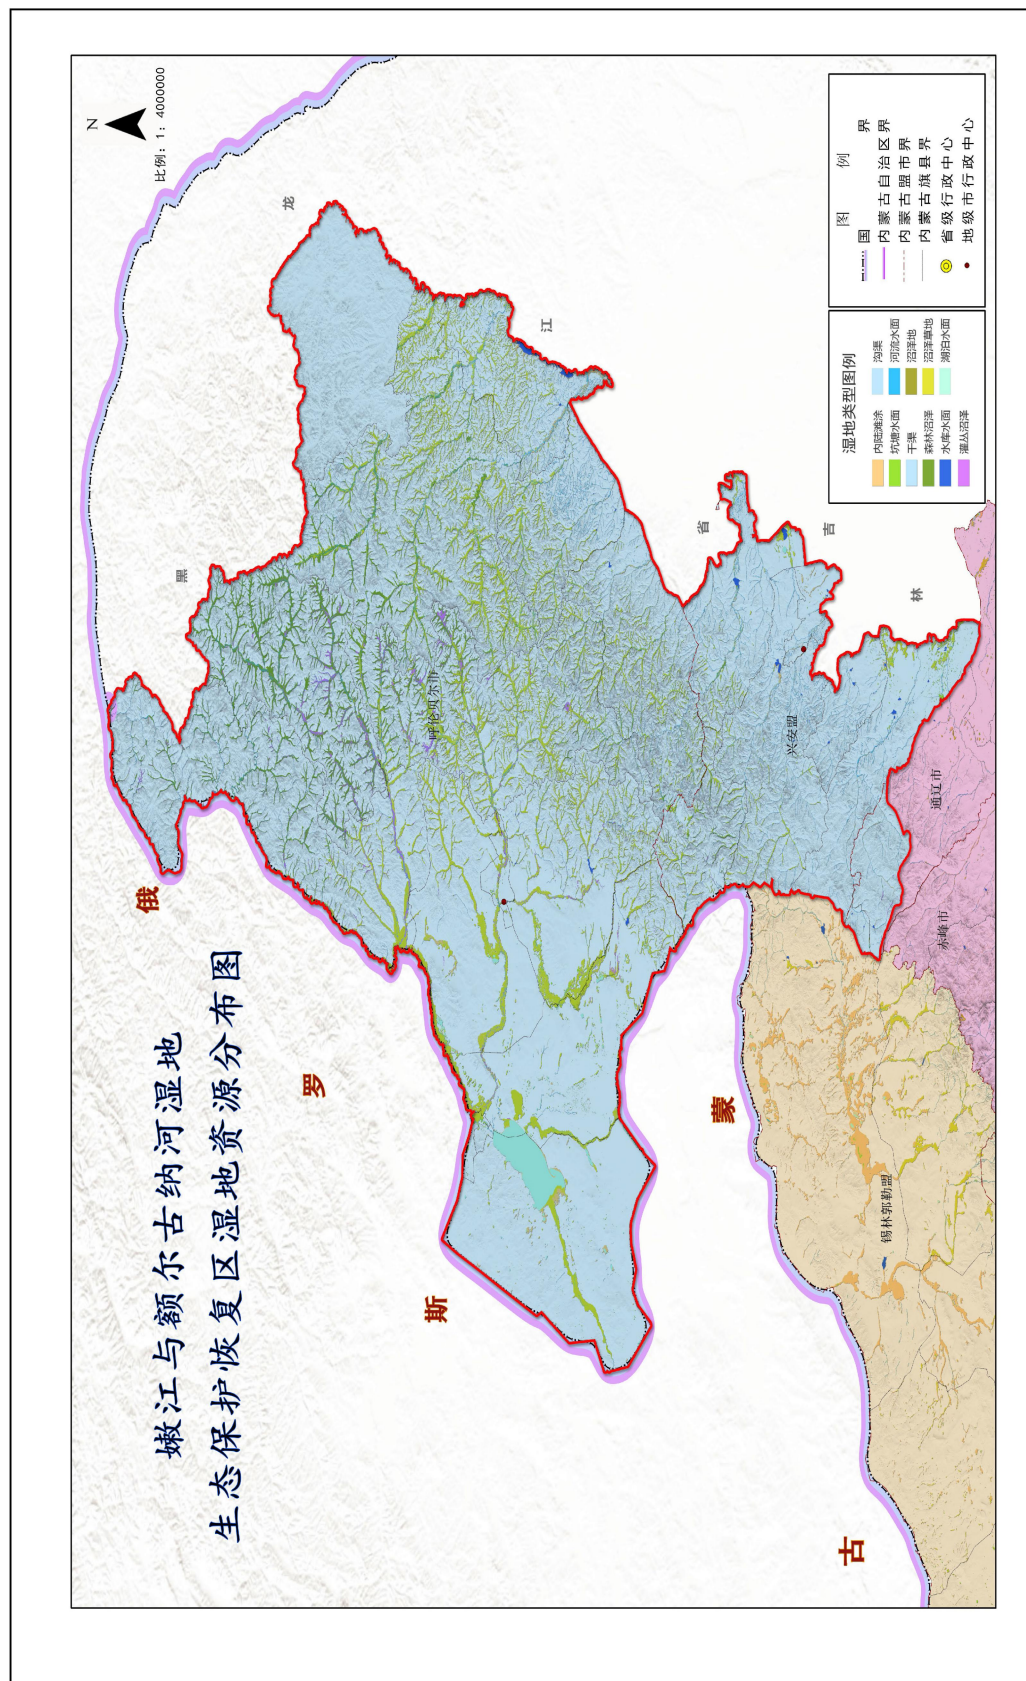 嫩江与额尔古纳河湿地
生态保护恢复区湿地资源分布图
N
比例：1：4000000
俄
罗
斯
蒙
古
黑
龙
江
省
吉
林
呼伦贝尔市
兴安盟
通辽市
赤峰市
锡林郭勒盟
湿地类型图例
内陆滩涂
沟渠
坑塘水面
河流水面
干渠
沼泽地
森林沼泽
沼泽草地
水库水面
湖泊水面
灌丛沼泽
图 例
国 界
内蒙古自治区界
内蒙古盟市界
内蒙古旗县界
省级行政中心
地级市行政中心